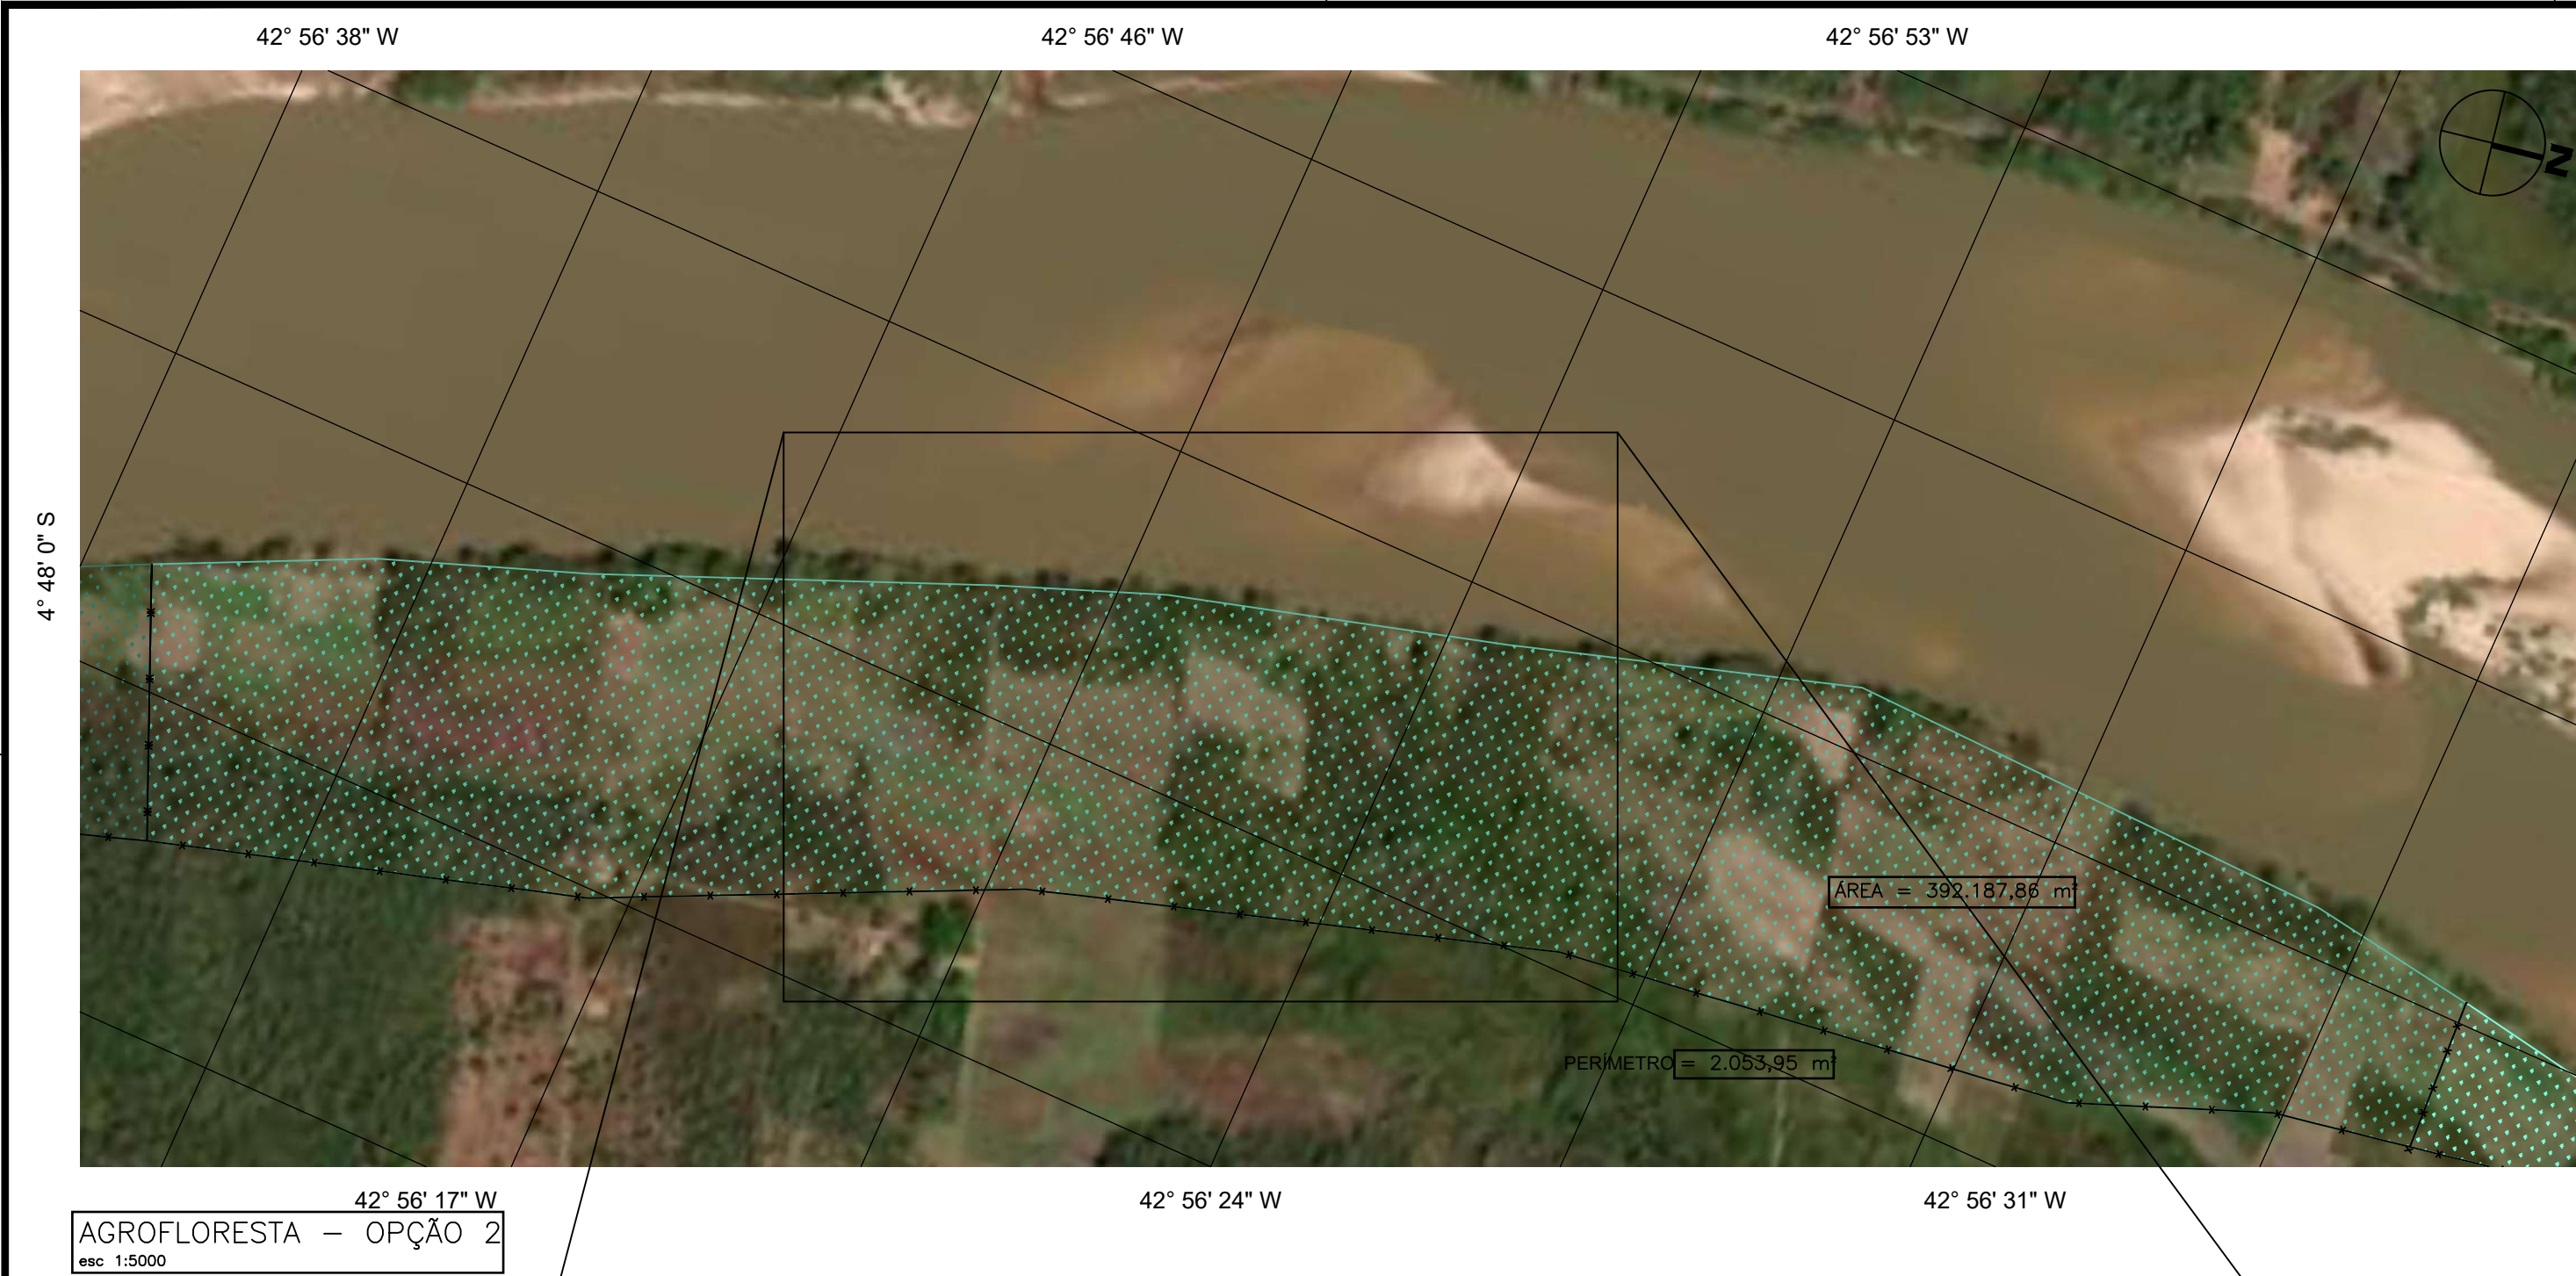 42° 56' 38" W
42° 56' 46" W
42° 56' 53" W
N
4° 48' 0" S
ÁREA = 392.187,86 m²
PERÍMETRO = 2.053,95 m²
42° 56' 17" W
42° 56' 24" W
42° 56' 31" W
AGROFLORESTA - OPÇÃO 2
esc 1:5000